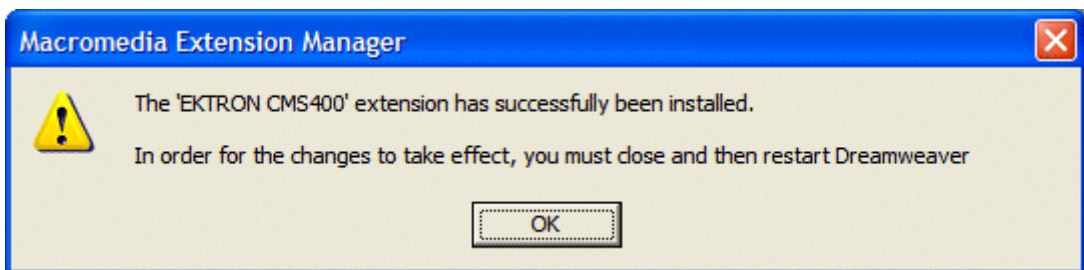 Macromedia Extension Manager
The 'EKTRON CMS400' extension has successfully been installed.
In order for the changes to take effect, you must close and then restart Dreamweaver
OK